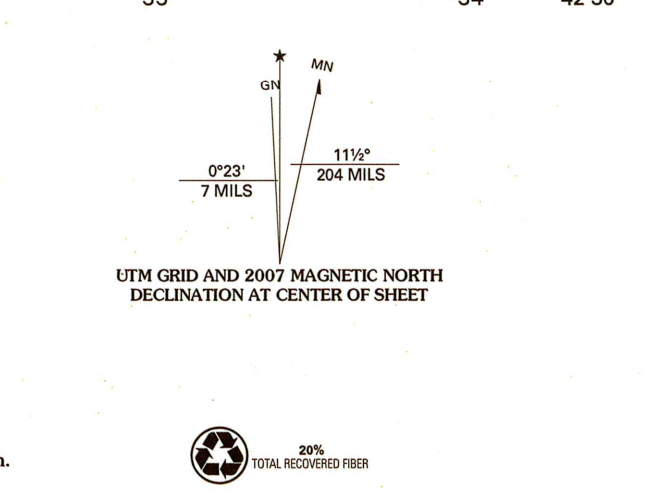 GN
MN
0°23'
7 MILS
11½°
204 MILS
UTM GRID AND 2007 MAGNETIC NORTH
DECLINATION AT CENTER OF SHEET
20%
TOTAL RECOVERED FIBER